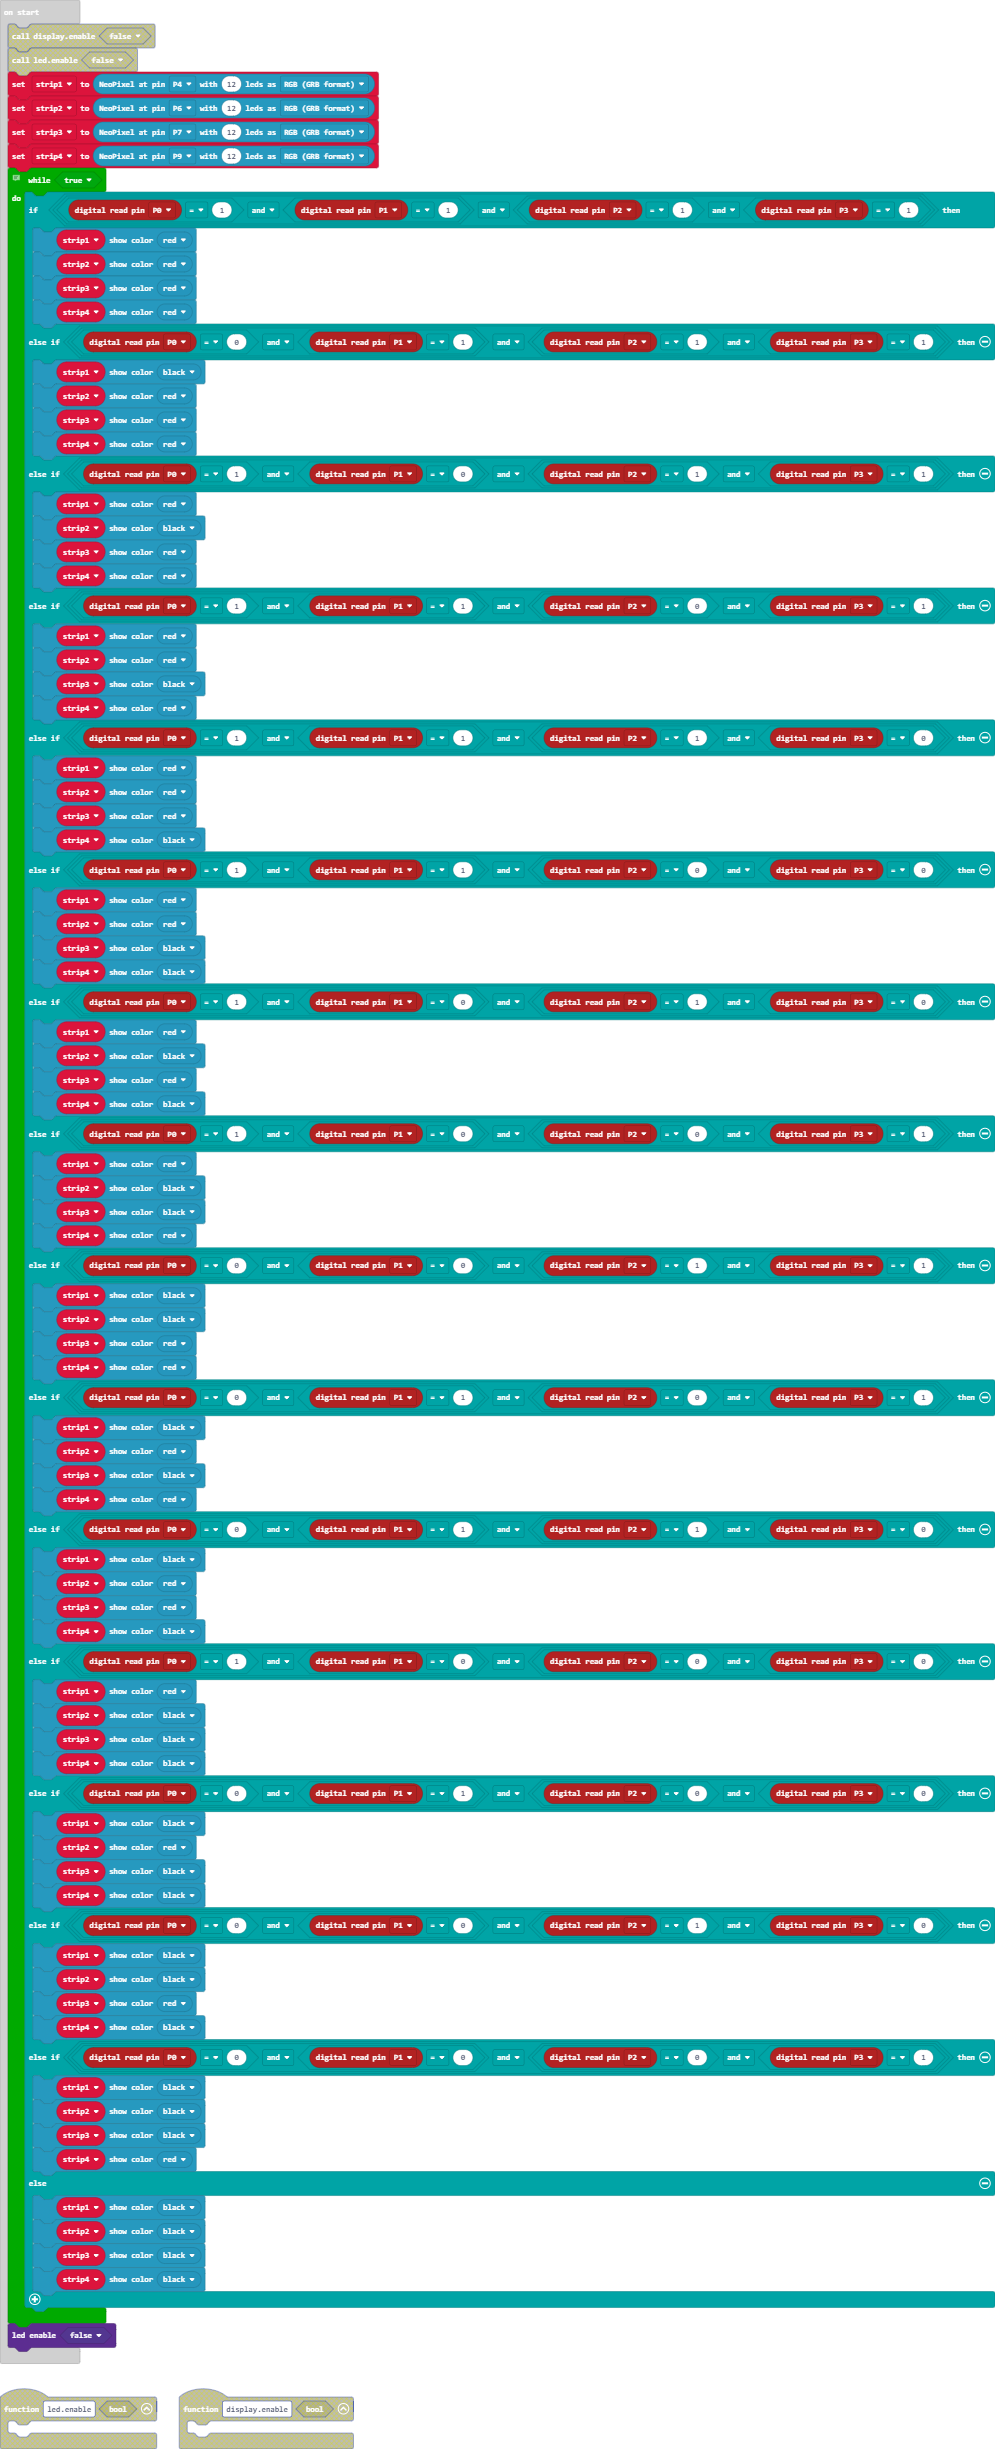 on start
call display.enable false
call led.enable false
set strip1 to NeoPixel at pin P4 with 12 leds as RGB (GRB format)
set strip2 to NeoPixel at pin P6 with 12 leds as RGB (GRB format)
set strip3 to NeoPixel at pin P7 with 12 leds as RGB (GRB format)
set strip4 to NeoPixel at pin P9 with 12 leds as RGB (GRB format)
while true
do
if digital read pin P0 = 1 and digital read pin P1 = 1 and digital read pin P2 = 1 and digital read pin P3 = 1 then
strip1 show color red
strip2 show color red
strip3 show color red
strip4 show color red
else if digital read pin P0 = 0 and digital read pin P1 = 1 and digital read pin P2 = 1 and digital read pin P3 = 1 then
strip1 show color black
strip2 show color red
strip3 show color red
strip4 show color red
else if digital read pin P0 = 1 and digital read pin P1 = 0 and digital read pin P2 = 1 and digital read pin P3 = 1 then
strip1 show color red
strip2 show color black
strip3 show color red
strip4 show color red
else if digital read pin P0 = 1 and digital read pin P1 = 1 and digital read pin P2 = 0 and digital read pin P3 = 1 then
strip1 show color red
strip2 show color red
strip3 show color black
strip4 show color red
else if digital read pin P0 = 1 and digital read pin P1 = 1 and digital read pin P2 = 1 and digital read pin P3 = 0 then
strip1 show color red
strip2 show color red
strip3 show color red
strip4 show color black
else if digital read pin P0 = 1 and digital read pin P1 = 1 and digital read pin P2 = 0 and digital read pin P3 = 0 then
strip1 show color red
strip2 show color red
strip3 show color black
strip4 show color black
else if digital read pin P0 = 1 and digital read pin P1 = 0 and digital read pin P2 = 1 and digital read pin P3 = 0 then
strip1 show color red
strip2 show color black
strip3 show color red
strip4 show color black
else if digital read pin P0 = 1 and digital read pin P1 = 0 and digital read pin P2 = 0 and digital read pin P3 = 1 then
strip1 show color red
strip2 show color black
strip3 show color black
strip4 show color red
else if digital read pin P0 = 0 and digital read pin P1 = 0 and digital read pin P2 = 1 and digital read pin P3 = 1 then
strip1 show color black
strip2 show color black
strip3 show color red
strip4 show color red
else if digital read pin P0 = 0 and digital read pin P1 = 1 and digital read pin P2 = 0 and digital read pin P3 = 1 then
strip1 show color black
strip2 show color red
strip3 show color black
strip4 show color red
else if digital read pin P0 = 0 and digital read pin P1 = 1 and digital read pin P2 = 1 and digital read pin P3 = 0 then
strip1 show color black
strip2 show color red
strip3 show color red
strip4 show color black
else if digital read pin P0 = 1 and digital read pin P1 = 0 and digital read pin P2 = 0 and digital read pin P3 = 0 then
strip1 show color red
strip2 show color black
strip3 show color black
strip4 show color black
else if digital read pin P0 = 0 and digital read pin P1 = 1 and digital read pin P2 = 0 and digital read pin P3 = 0 then
strip1 show color black
strip2 show color red
strip3 show color black
strip4 show color black
else if digital read pin P0 = 0 and digital read pin P1 = 0 and digital read pin P2 = 1 and digital read pin P3 = 0 then
strip1 show color black
strip2 show color black
strip3 show color red
strip4 show color black
else if digital read pin P0 = 0 and digital read pin P1 = 0 and digital read pin P2 = 0 and digital read pin P3 = 1 then
strip1 show color black
strip2 show color black
strip3 show color black
strip4 show color red
else
strip1 show color black
strip2 show color black
strip3 show color black
strip4 show color black
led enable false
function led.enable bool
function display.enable bool